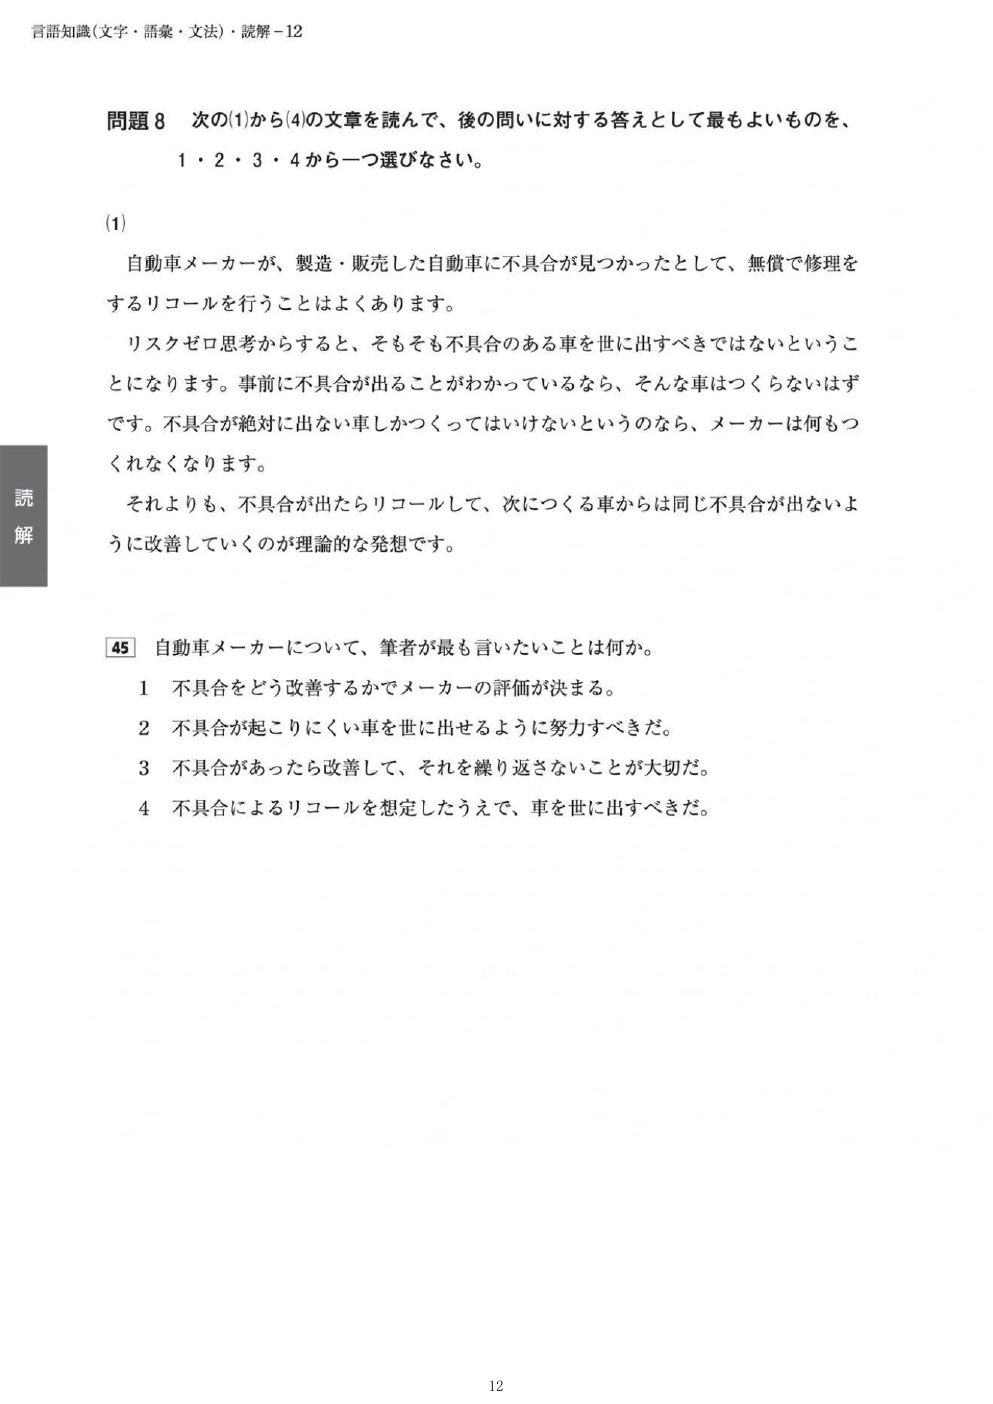 言語知識(文字・語彙・文法)・読解－12
問題8　次の(1)から(4)の文章を読んで、後の問いに対する答えとして最もよいものを、
1・2・3・4から一つ選びなさい。
(1)
自動車メーカーが、製造・販売した自動車に不具合が見つかったとして、無償で修理を
するリコールを行うことはよくあります。
リスクゼロ思考からすると、そもそも不具合のある車を世に出すべきではないというこ
とになります。事前に不具合が出ることがわかっているなら、そんな車はつくらないはず
です。不具合が絶対に出ない車しかつくってはいけないというのなら、メーカーは何もつ
くれなくなります。
それよりも、不具合が出たらリコールして、次につくる車からは同じ不具合が出ないよ
うに改善していくのが理論的な発想です。
読解
45　自動車メーカーについて、筆者が最も言いたいことは何か。
1　不具合をどう改善するかでメーカーの評価が決まる。
2　不具合が起こりにくい車を世に出せるように努力すべきだ。
3　不具合があったら改善して、それを繰り返さないことが大切だ。
4　不具合によるリコールを想定したうえで、車を世に出すべきだ。
12